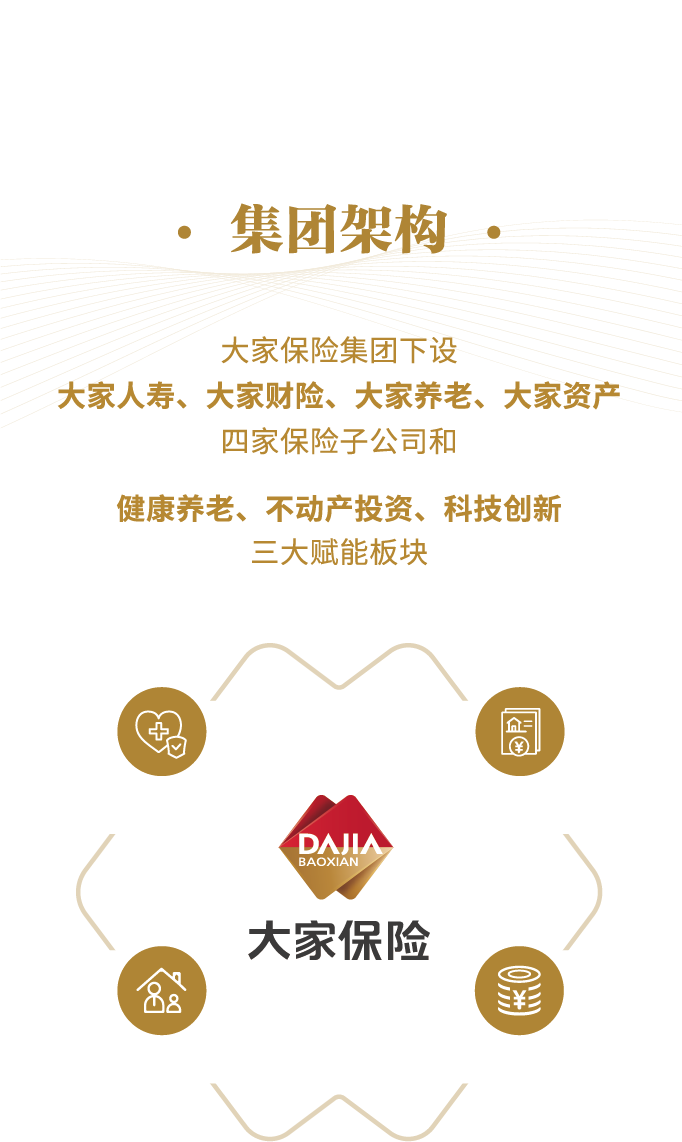 • 集团架构 •
大家保险集团下设
大家人寿、大家财险、大家养老、大家资产
四家保险子公司和
健康养老、不动产投资、科技创新
三大赋能板块
¥
DAJIA
BAOXIAN
大家保险
¥